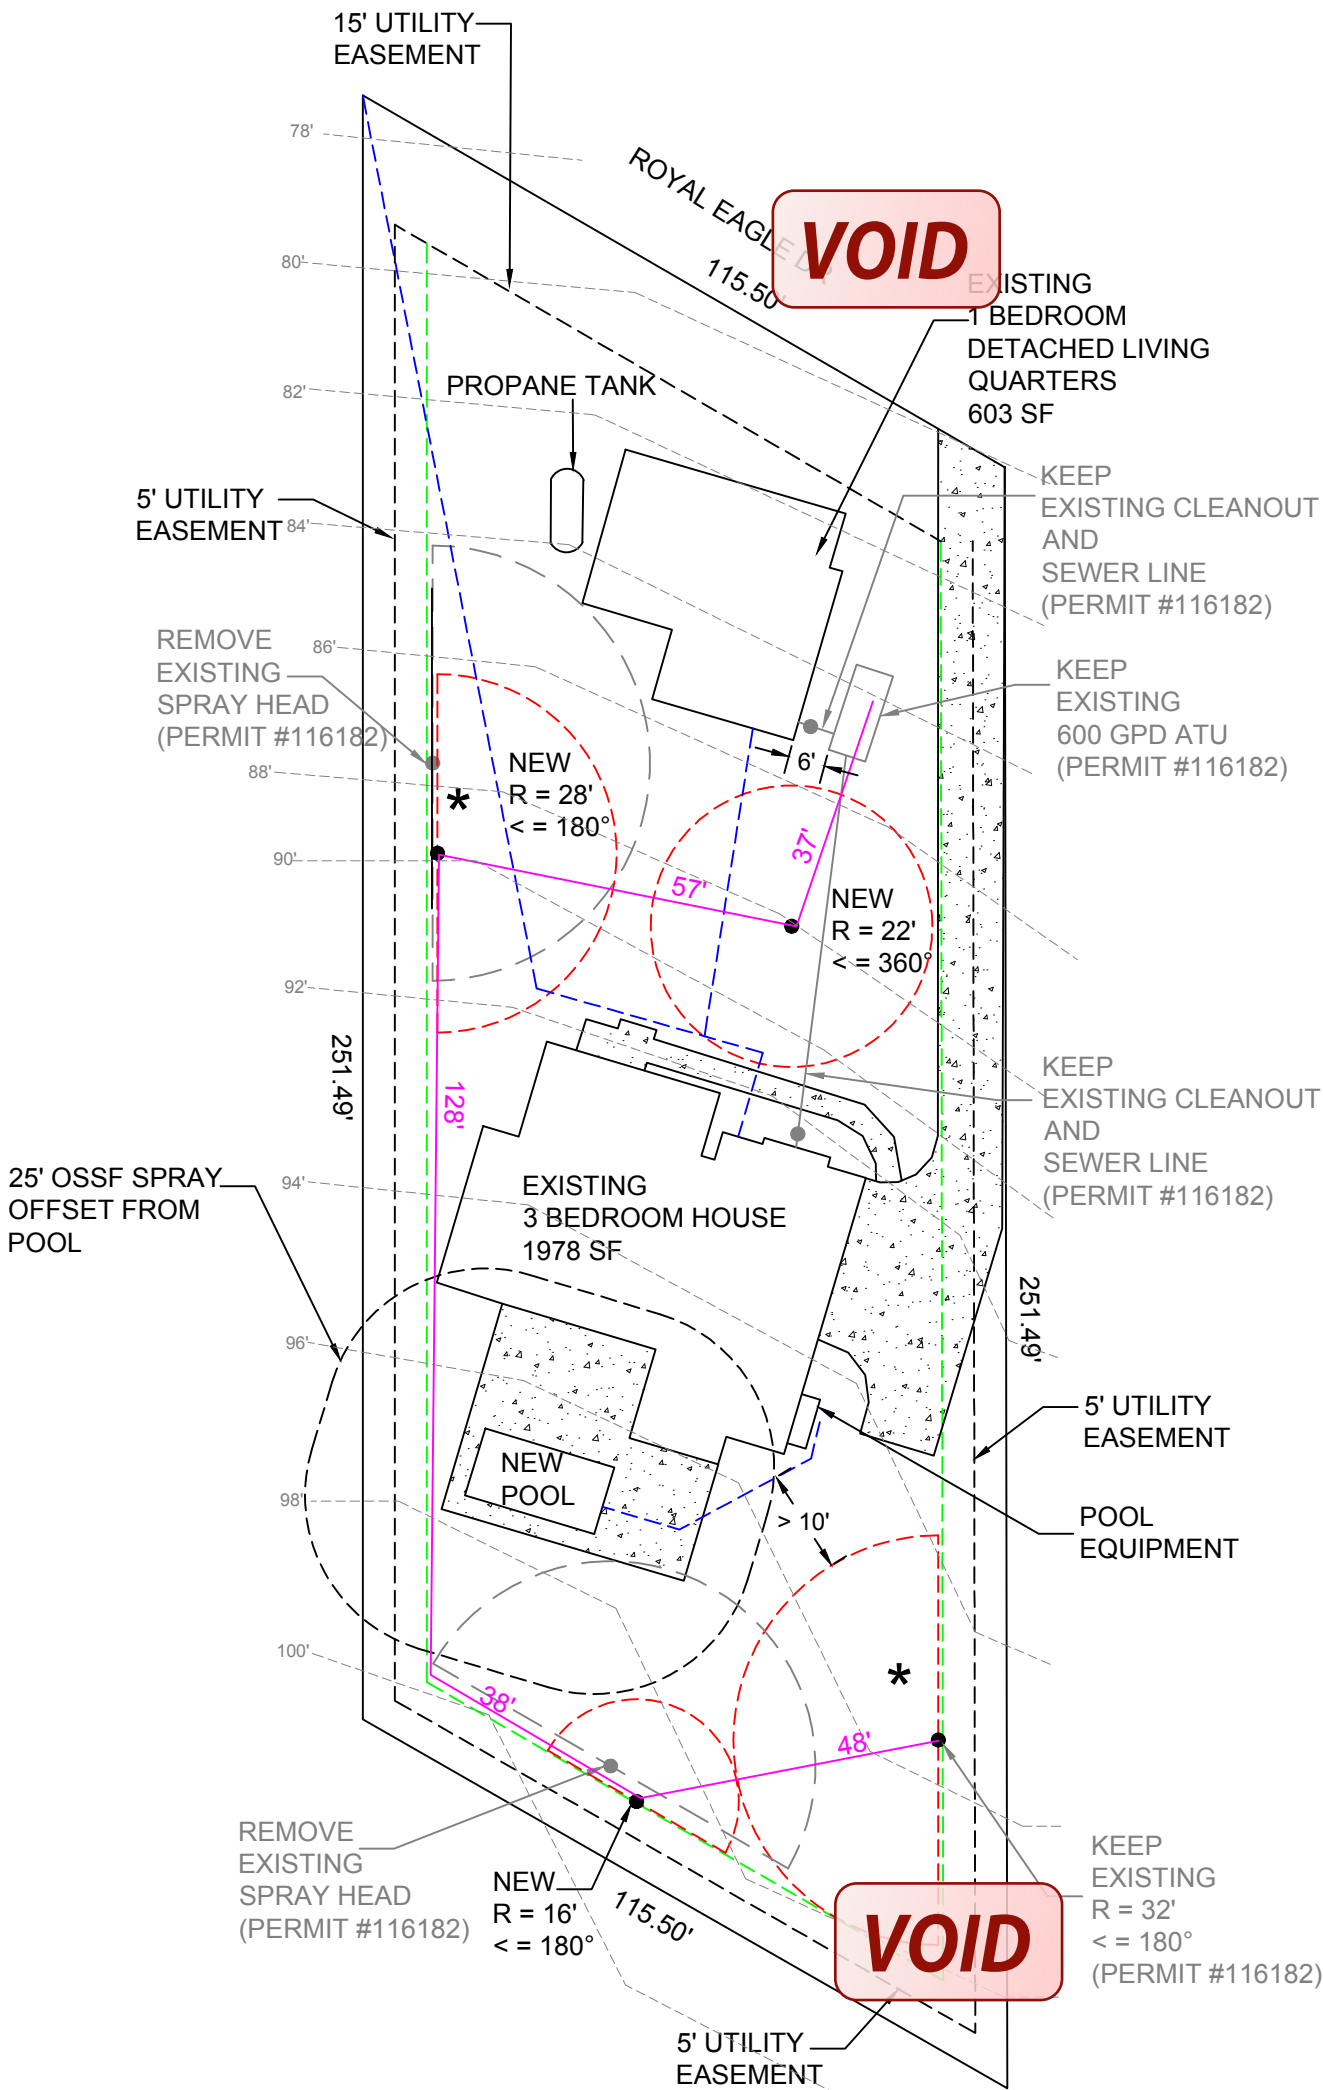 15' UTILITY
EASEMENT
78'
ROYAL EAGLE DR
VOID
80'
115.50'
EXISTING
1 BEDROOM
DETACHED LIVING
QUARTERS
603 SF
82'
PROPANE TANK
KEEP
EXISTING CLEANOUT
AND
SEWER LINE
(PERMIT #116182)
5' UTILITY
EASEMENT
84'
REMOVE
EXISTING
SPRAY HEAD
(PERMIT #116182)
86'
KEEP
EXISTING
600 GPD ATU
(PERMIT #116182)
88'
NEW
R = 28'
< = 180°
*
6'
37'
90'
57'
NEW
R = 22'
< = 360°
92'
251.49'
128'
KEEP
EXISTING CLEANOUT
AND
SEWER LINE
(PERMIT #116182)
25' OSSF SPRAY
OFFSET FROM
POOL
94'
EXISTING
3 BEDROOM HOUSE
1978 SF
251.49'
96'
5' UTILITY
EASEMENT
NEW
POOL
98'
> 10'
POOL
EQUIPMENT
100'
*
38'
48'
REMOVE
EXISTING
SPRAY HEAD
(PERMIT #116182)
NEW
R = 16'
< = 180°
115.50'
VOID
KEEP
EXISTING
R = 32'
< = 180°
(PERMIT #116182)
5' UTILITY
EASEMENT